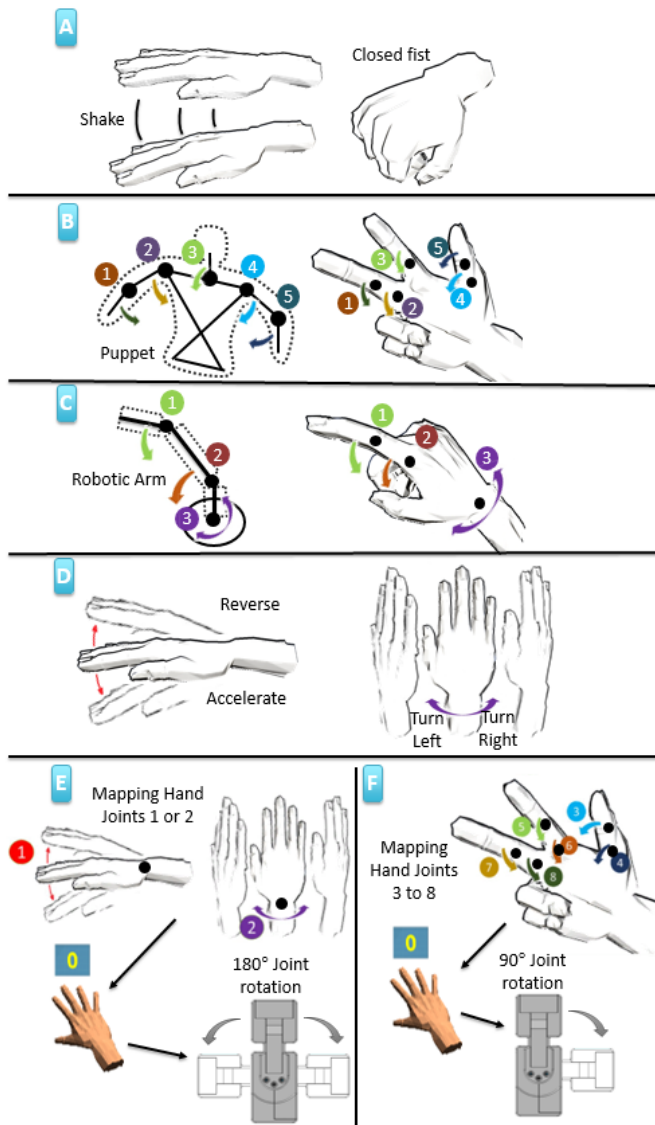 A
Closed fist
Shake
B
1
2
3
4
5
Puppet
3
5
1
2
4
C
1
2
Robotic Arm
3
1
2
3
D
Reverse
Accelerate
Turn
Left
Turn
Right
E
Mapping Hand
Joints 1 or 2
1
2
0
180° Joint
rotation
F
3
5
6
4
7
8
Mapping
Hand Joints
3 to 8
0
90° Joint
rotation